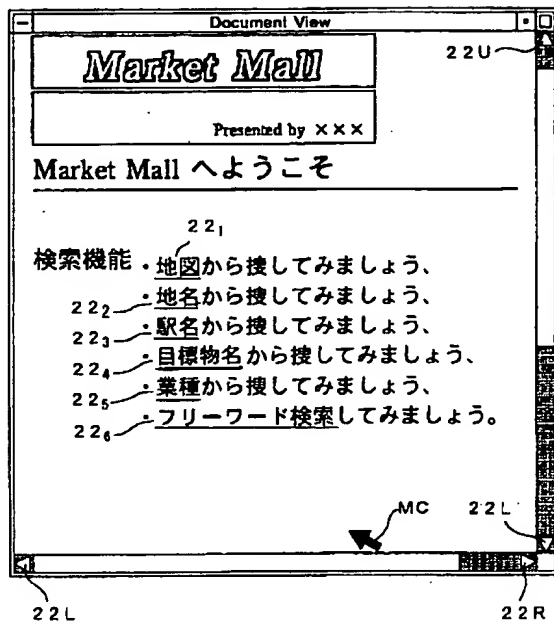 Document View
22U
Market Mall
Presented by ×××
Market Mall へようこそ
22₁
検索機能
・地図から捜してみましょう、
22₂ ・地名から捜してみましょう、
22₃ ・駅名から捜してみましょう、
22₄ ・目標物名から捜してみましょう、
22₅ ・業種から捜してみましょう、
22₆ ・フリーワード検索してみましょう。
MC 22L
22L 22R